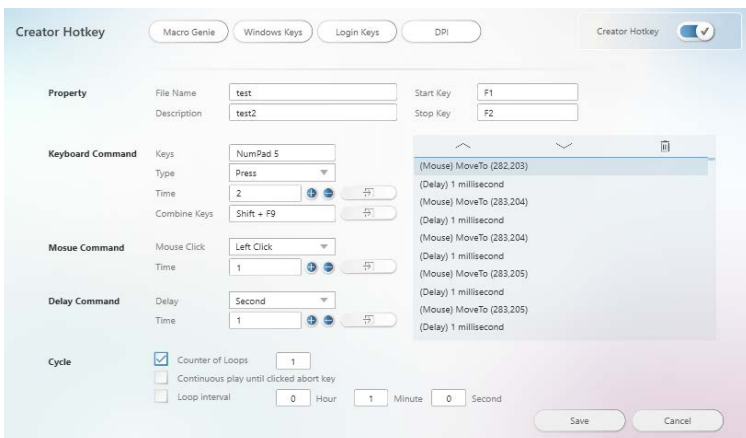 Creator Hotkey
Macro Genie
Windows Keys
Login Keys
DPI
Creator Hotkey
Property
File Name
test
Start Key
F1
Description
test2
Stop Key
F2
Keyboard Command
Keys
NumPad 5
Type
Press
Time
2
Combine Keys
Shift + F9
Mosue Command
Mouse Click
Left Click
Time
1
Delay Command
Delay
Second
Time
1
(Mouse) MoveTo (282,203)
(Delay) 1 millisecond
(Mouse) MoveTo (283,204)
(Delay) 1 millisecond
(Mouse) MoveTo (283,204)
(Delay) 1 millisecond
(Mouse) MoveTo (283,205)
(Delay) 1 millisecond
(Mouse) MoveTo (283,205)
(Delay) 1 millisecond
Cycle
Counter of Loops
1
Continuous play until clicked abort key
Loop interval
0 Hour 1 Minute 0 Second
Save
Cancel